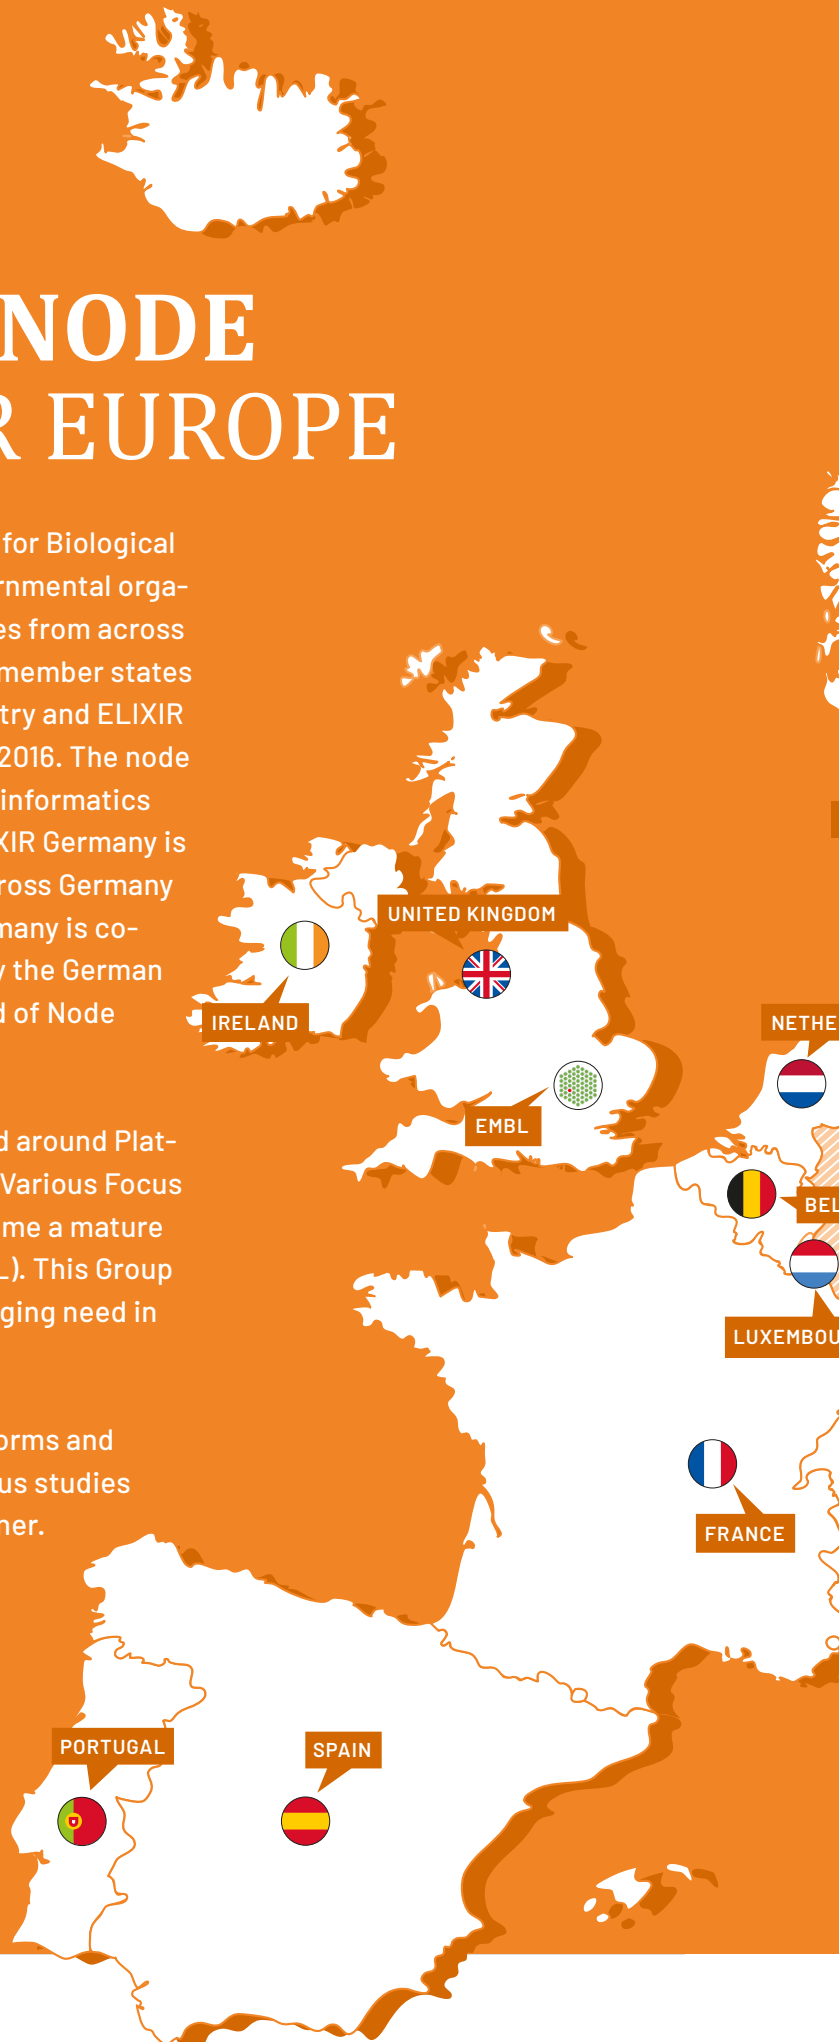 NODE
R EUROPE
for Biological
rnmental orga-
es from across
member states
try and ELIXIR
2016. The node
informatics
XIR Germany is
ross Germany
many is co-
y the German
d of Node
d around Plat-
Various Focus
me a mature
L). This Group
ging need in
orms and
us studies
ner.
UNITED KINGDOM
IRELAND
NETHE
EMBL
BEL
LUXEMBOU
FRANCE
PORTUGAL
SPAIN